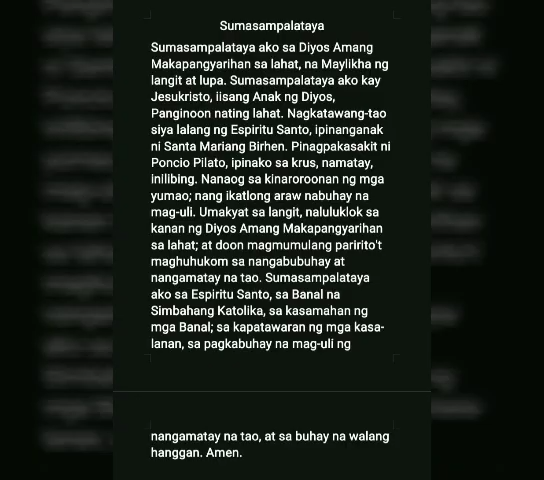 Sumasampalataya
Sumasampalataya ako sa Diyos Amang
Makapangyarihan sa lahat, na Maylikha ng
langit at lupa. Sumasampalataya ako kay
Jesukristo, iisang Anak ng Diyos,
Panginoon nating lahat. Nagkatawang-tao
siya lalang ng Espiritu Santo, ipinanganak
ni Santa Mariang Birhen. Pinagpakasakit ni
Poncio Pilato, ipinako sa krus, namatay,
inilibing. Nanaog sa kinaroroonan ng mga
yumao; nang ikatlong araw nabuhay na
mag-uli. Umakyat sa langit, naluluklok sa
kanan ng Diyos Amang Makapangyarihan
sa lahat; at doon magmumulang paririto't
maghuhukom sa nangabubuhay at
nangamatay na tao. Sumasampalataya
ako sa Espiritu Santo, sa Banal na
Simbahang Katolika, sa kasamahan ng
mga Banal; sa kapatawaran ng mga kasa-
lanan, sa pagkabuhay na mag-uli ng
nangamatay na tao, at sa buhay na walang
hanggan. Amen.